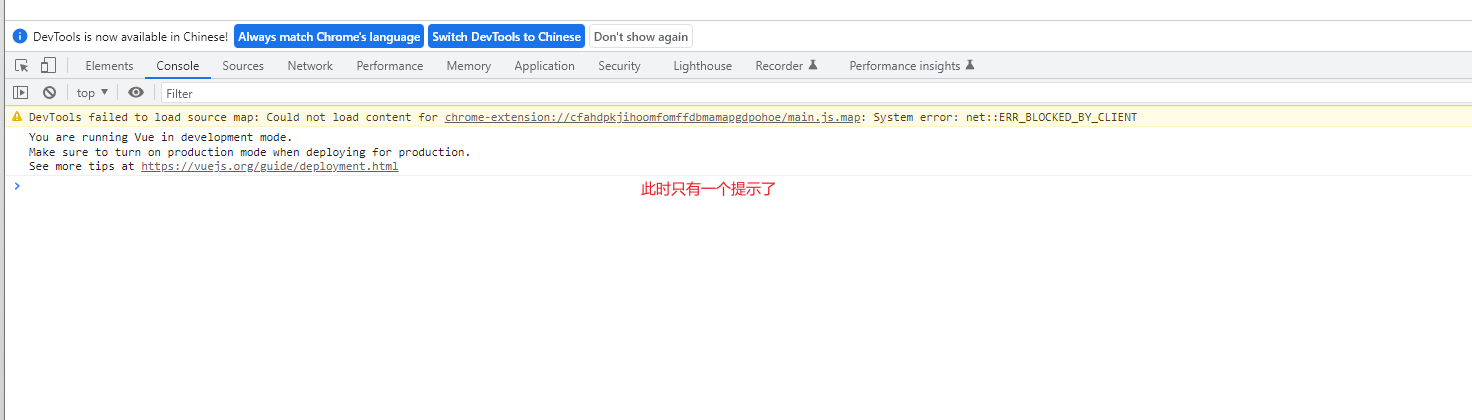 DevTools is now available in Chinese! Always match Chrome's language Switch DevTools to Chinese Don't show again
Elements Console Sources Network Performance Memory Application Security Lighthouse Recorder Performance insights
top Filter
DevTools failed to load source map: Could not load content for chrome-extension://cfahdpkjihoomfomffdbmamapgdpohoe/main.js.map: System error: net::ERR_BLOCKED_BY_CLIENT
You are running Vue in development mode.
Make sure to turn on production mode when deploying for production.
See more tips at https://vuejs.org/guide/deployment.html
此时只有一个提示了